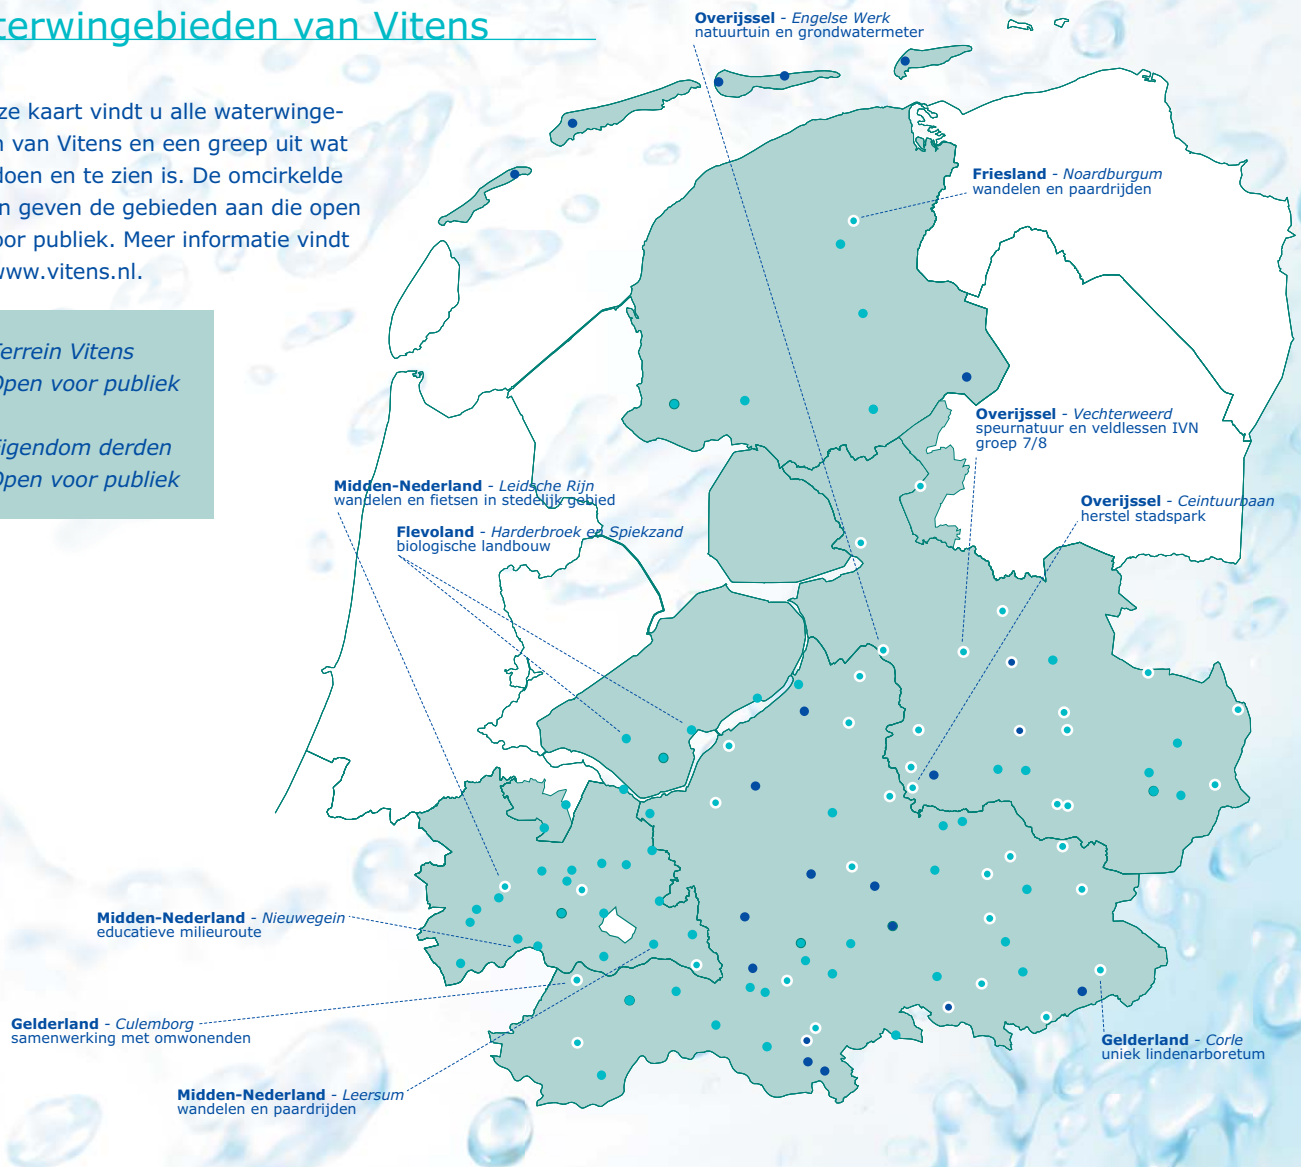 terwingebieden van Vitens
ze kaart vindt u alle waterwinge-
n van Vitens en een greep uit wat
doen en te zien is. De omcirkelde
n geven de gebieden aan die open
oor publiek. Meer informatie vindt
www.vitens.nl.
Terrein Vitens
Open voor publiek
Eigendom derden
Open voor publiek
Overijssel - Engelse Werk
natuurtuin en grondwatermeter
Friesland - Noardburgum
wandelen en paardrijden
Overijssel - Vechterweerd
speurnatuur en veldlessen IVN
groep 7/8
Midden-Nederland - Leidsche Rijn
wandelen en fietsen in stedelijk gebied
Overijssel - Ceintuurbaan
herstel stadspark
Flevoland - Harderbroek en Spiekzand
biologische landbouw
Midden-Nederland - Nieuwegein
educatieve milieuroute
Gelderland - Culemborg
samenwerking met omwonenden
Gelderland - Corle
uniek lindenarboretum
Midden-Nederland - Leersum
wandelen en paardrijden